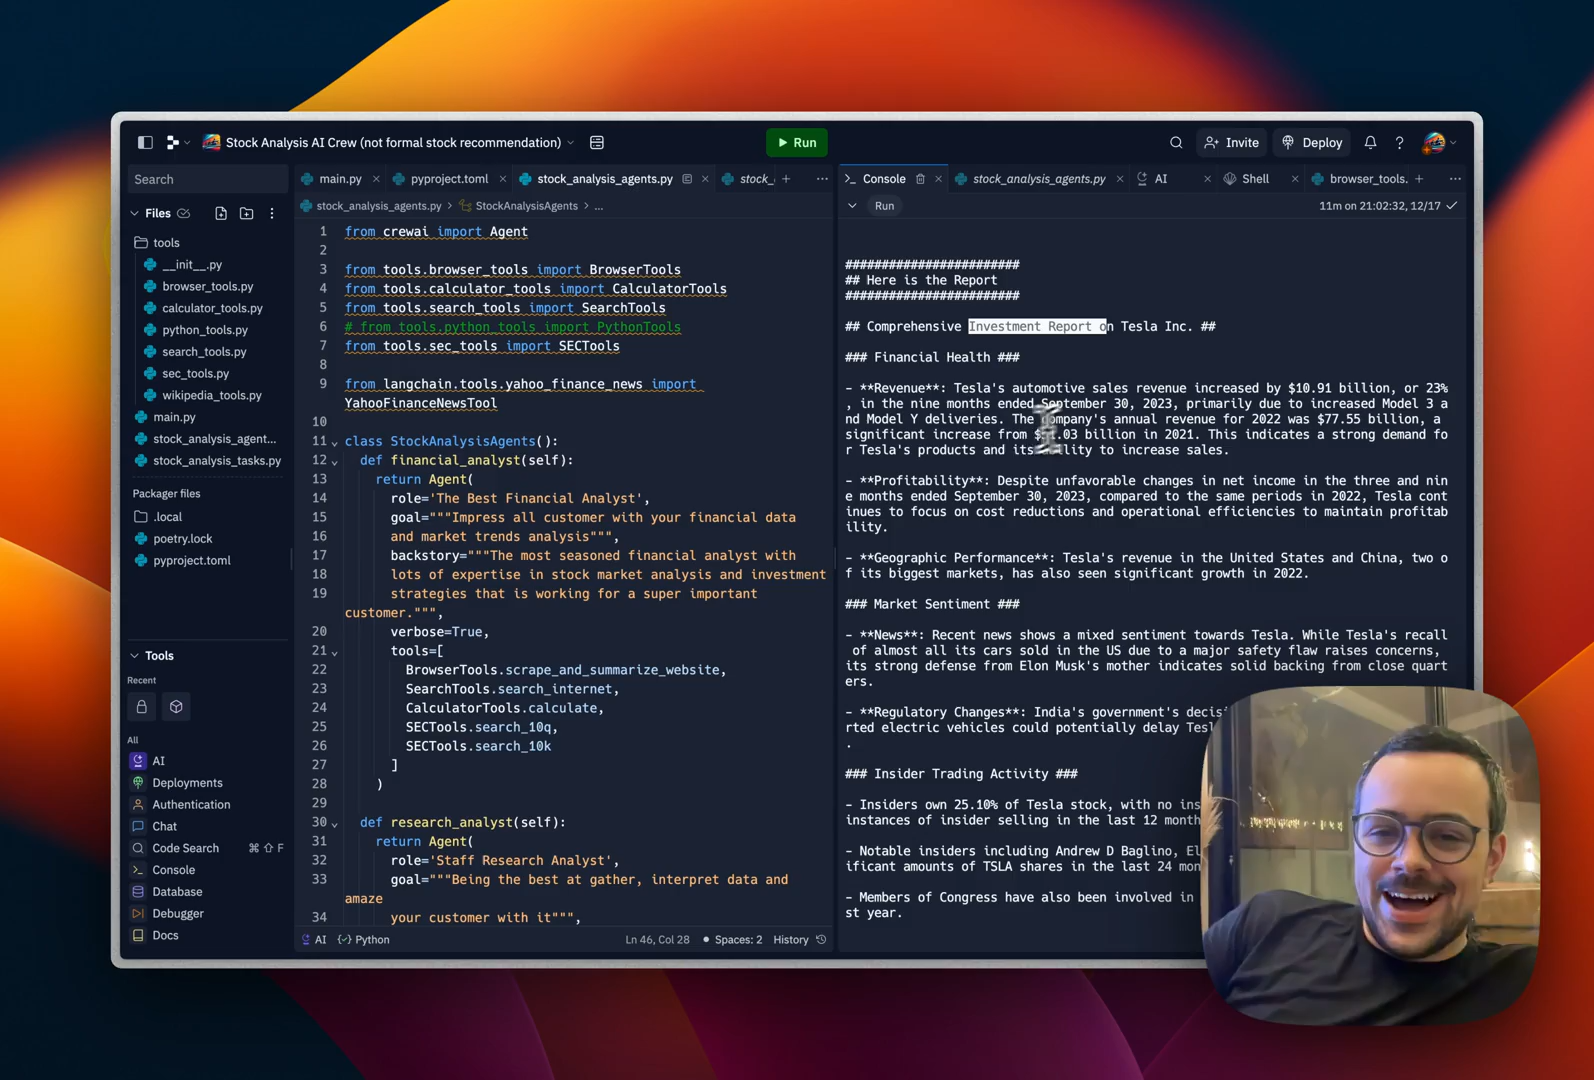 Stock Analysis AI Crew (not formal stock recommendation)
Run
Invite
Deploy
?
Search
Files
tools
__init__.py
browser_tools.py
calculator_tools.py
python_tools.py
search_tools.py
sec_tools.py
wikipedia_tools.py
main.py
stock_analysis_agent...
stock_analysis_tasks.py
Packager files
.local
poetry.lock
pyproject.toml
Tools
Recent
All
AI
Deployments
Authentication
Chat
Code Search ⌘ ⇧ F
Console
Database
Debugger
Docs
main.py
pyproject.toml
stock_analysis_agents.py
stock_
stock_analysis_agents.py > StockAnalysisAgents > ...
1 from crewai import Agent
2
3 from tools.browser_tools import BrowserTools
4 from tools.calculator_tools import CalculatorTools
5 from tools.search_tools import SearchTools
6 # from tools.python_tools import PythonTools
7 from tools.sec_tools import SECTools
8
9 from langchain.tools.yahoo_finance_news import
YahooFinanceNewsTool
10
11 class StockAnalysisAgents():
12 def financial_analyst(self):
13 return Agent(
14 role='The Best Financial Analyst',
15 goal="""Impress all customer with your financial data
16 and market trends analysis""",
17 backstory="""The most seasoned financial analyst with
18 lots of expertise in stock market analysis and investment
19 strategies that is working for a super important
customer.""",
20 verbose=True,
21 tools=[
22 BrowserTools.scrape_and_summarize_website,
23 SearchTools.search_internet,
24 CalculatorTools.calculate,
25 SECTools.search_10q,
26 SECTools.search_10k
27 ]
28 )
29
30 def research_analyst(self):
31 return Agent(
32 role='Staff Research Analyst',
33 goal="""Being the best at gather, interpret data and
amaze
34 your customer with it""",
AI
Python
Ln 46, Col 28
Spaces: 2
History
Console
stock_analysis_agents.py
AI
Shell
browser_tools.
Run
11m on 21:02:32, 12/17
########################
## Here is the Report
########################
## Comprehensive Investment Report on Tesla Inc. ##
### Financial Health ###
- **Revenue**: Tesla's automotive sales revenue increased by $10.91 billion, or 23%
, in the nine months ended September 30, 2023, primarily due to increased Model 3 a
nd Model Y deliveries. The company's annual revenue for 2022 was $77.55 billion, a
significant increase from .03 billion in 2021. This indicates a strong demand fo
r Tesla's products and its ability to increase sales.
- **Profitability**: Despite unfavorable changes in net income in the three and nin
e months ended September 30, 2023, compared to the same periods in 2022, Tesla cont
inues to focus on cost reductions and operational efficiencies to maintain profitab
ility.
- **Geographic Performance**: Tesla's revenue in the United States and China, two o
f its biggest markets, has also seen significant growth in 2022.
### Market Sentiment ###
- **News**: Recent news shows a mixed sentiment towards Tesla. While Tesla's recall
of almost all its cars sold in the US due to a major safety flaw raises concerns,
its strong defense from Elon Musk's mother indicates solid backing from close quart
ers.
- **Regulatory Changes**: India's government's decis
rted electric vehicles could potentially delay Tesl
.
### Insider Trading Activity ###
- Insiders own 25.10% of Tesla stock, with no ins
instances of insider selling in the last 12 month
- Notable insiders including Andrew D Baglino, El
ificant amounts of TSLA shares in the last 24 mon
- Members of Congress have also been involved in
st year.